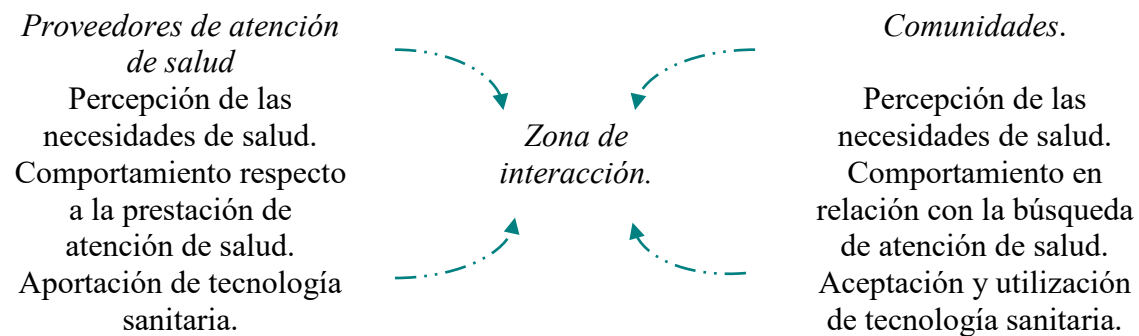 Proveedores de atención
de salud
Percepción de las
necesidades de salud.
Comportamiento respecto
a la prestación de
atención de salud.
Aportación de tecnología
sanitaria.
Zona de
interacción.
Comunidades.
Percepción de las
necesidades de salud.
Comportamiento en
relación con la búsqueda
de atención de salud.
Aceptación y utilización
de tecnología sanitaria.